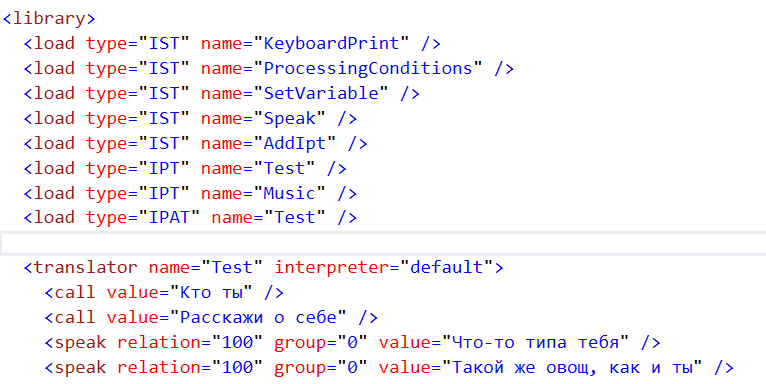 <library>
<load type="IST" name="KeyboardPrint" />
<load type="IST" name="ProcessingConditions" />
<load type="IST" name="SetVariable" />
<load type="IST" name="Speak" />
<load type="IST" name="AddIpt" />
<load type="IPT" name="Test" />
<load type="IPT" name="Music" />
<load type="IPAT" name="Test" />
<translator name="Test" interpreter="default">
<call value="Кто ты" />
<call value="Расскажи о себе" />
<speak relation="100" group="0" value="Что-то типа тебя" />
<speak relation="100" group="0" value="Такой же овощ, как и ты" />